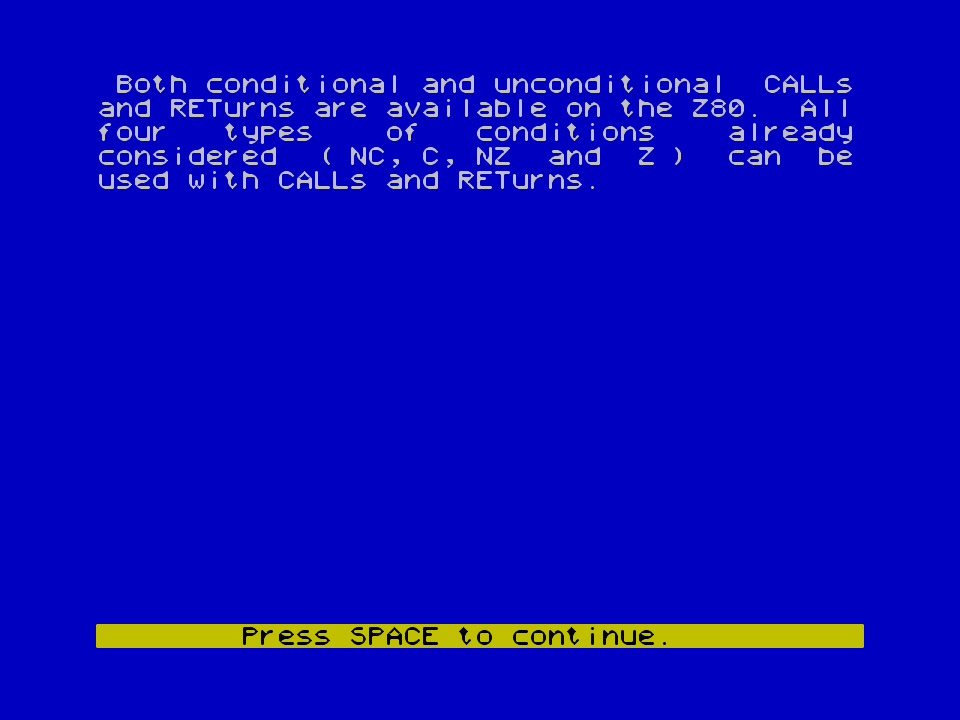 Both conditional and unconditional CALLs
and RETurns are available on the Z80. All
four types of conditions already
considered ( NC, C, NZ and Z ) can be
used with CALLs and RETurns.
Press SPACE to continue.